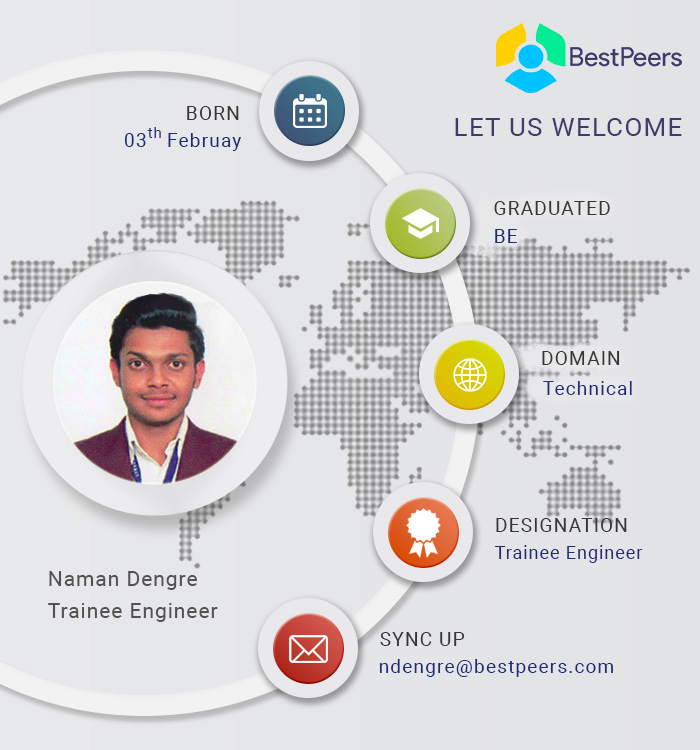 BestPeers
LET US WELCOME
BORN
03th Februay
GRADUATED
BE
DOMAIN
Technical
DESIGNATION
Trainee Engineer
Naman Dengre
Trainee Engineer
SYNC UP
ndengre@bestpeers.com